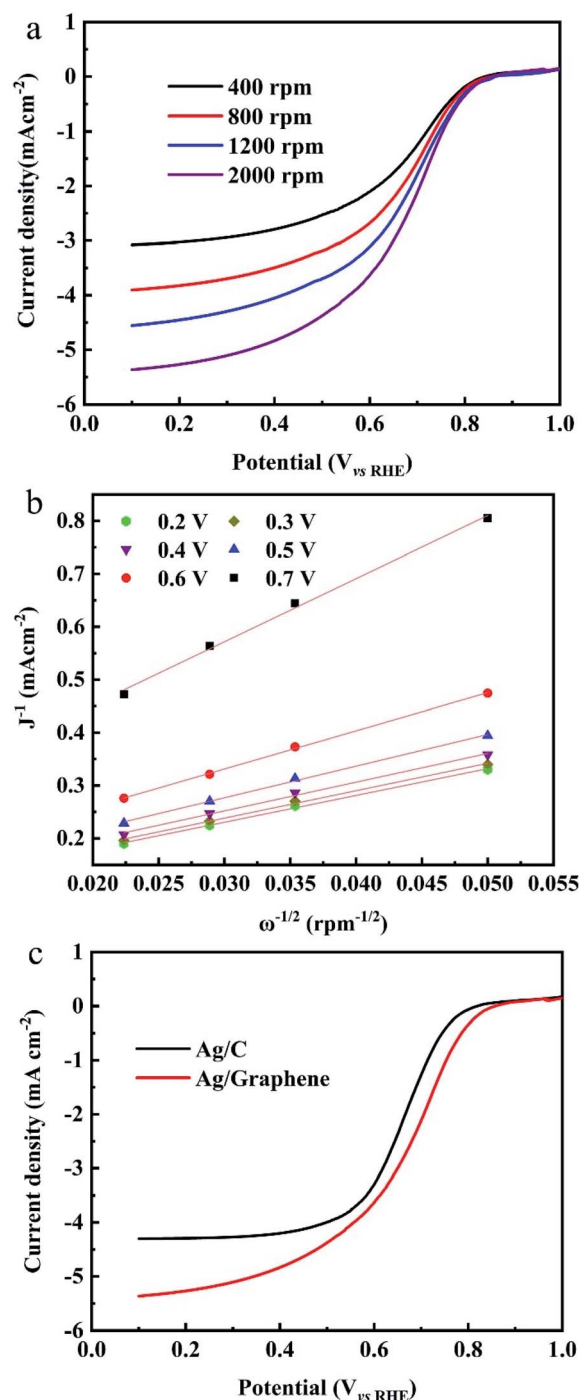 a
1
0
-1
-2
-3
-4
-5
-6
Current density(mAcm⁻²)
400 rpm
800 rpm
1200 rpm
2000 rpm
0.0 0.2 0.4 0.6 0.8 1.0
Potential (V vs RHE)
b
0.8
0.7
0.6
0.5
0.4
0.3
0.2
J⁻¹ (mAcm⁻²)
0.2 V 0.3 V
0.4 V 0.5 V
0.6 V 0.7 V
0.020 0.025 0.030 0.035 0.040 0.045 0.050 0.055
ω⁻¹/² (rpm⁻¹/²)
c
1
0
-1
-2
-3
-4
-5
-6
Current density (mA cm⁻²)
Ag/C
Ag/Graphene
0.0 0.2 0.4 0.6 0.8 1.0
Potential (V vs RHE)